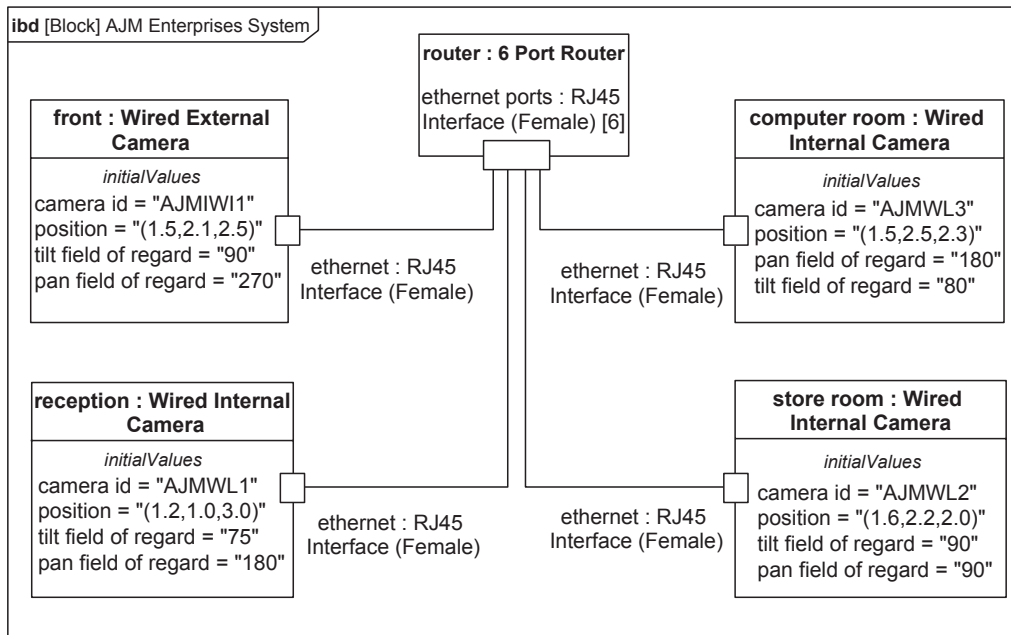 ibd [Block] AJM Enterprises System
router : 6 Port Router
ethernet ports : RJ45
Interface (Female) [6]
front : Wired External
Camera
initialValues
camera id = "AJMIWI1"
position = "(1.5,2.1,2.5)"
tilt field of regard = "90"
pan field of regard = "270"
ethernet : RJ45
Interface (Female)
computer room : Wired
Internal Camera
initialValues
camera id = "AJMWL3"
position = "(1.5,2.5,2.3)"
pan field of regard = "180"
tilt field of regard = "80"
ethernet : RJ45
Interface (Female)
reception : Wired Internal
Camera
initialValues
camera id = "AJMWL1"
position = "(1.2,1.0,3.0)"
tilt field of regard = "75"
pan field of regard = "180"
ethernet : RJ45
Interface (Female)
store room : Wired
Internal Camera
initialValues
camera id = "AJMWL2"
position = "(1.6,2.2,2.0)"
tilt field of regard = "90"
pan field of regard = "90"
ethernet : RJ45
Interface (Female)